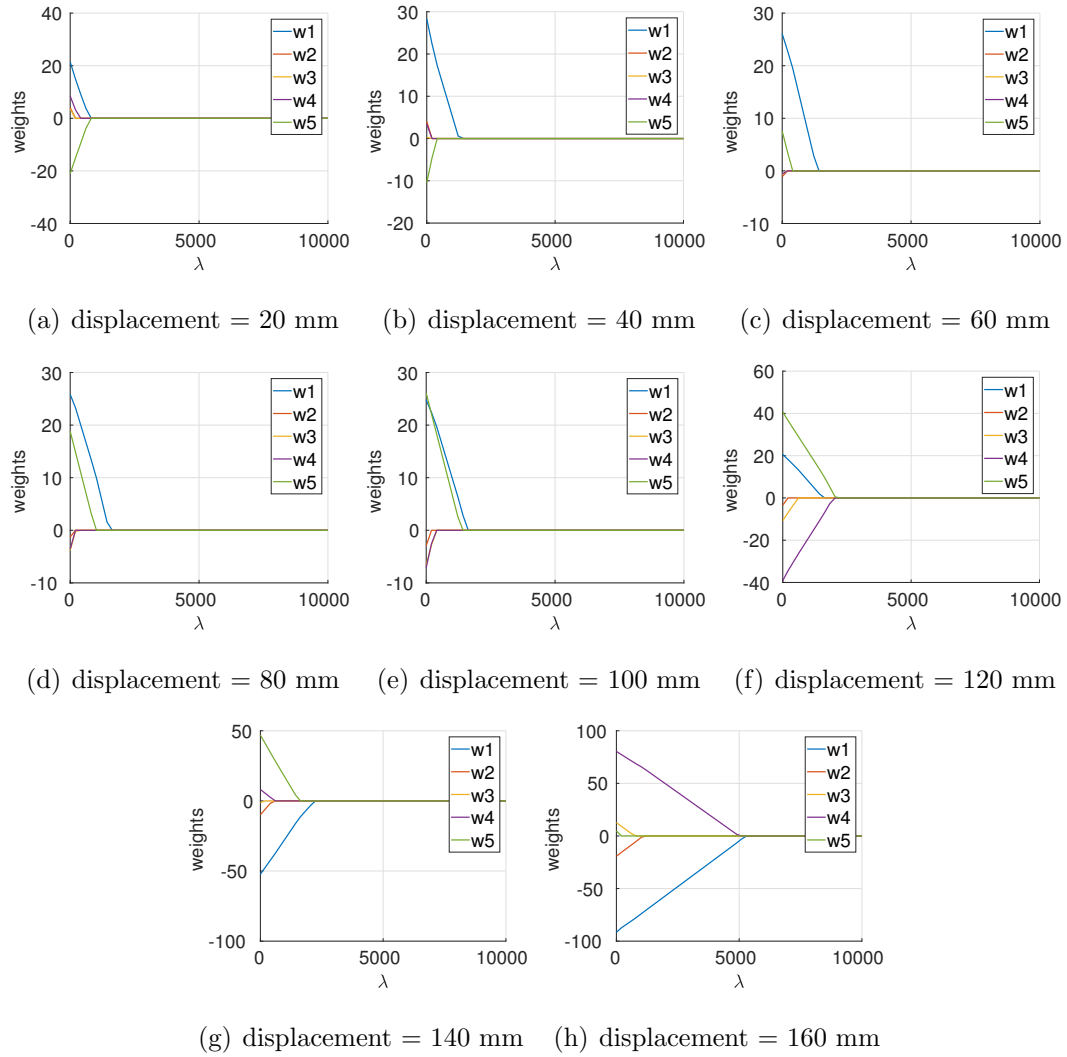 40
20
0
-20
-40
weights
0
5000
10000
λ
w1
w2
w3
w4
w5
(a) displacement = 20 mm
30
20
10
0
-10
-20
weights
0
5000
10000
λ
w1
w2
w3
w4
w5
(b) displacement = 40 mm
30
20
10
0
-10
weights
0
5000
10000
λ
w1
w2
w3
w4
w5
(c) displacement = 60 mm
30
20
10
0
-10
weights
0
5000
10000
λ
w1
w2
w3
w4
w5
(d) displacement = 80 mm
30
20
10
0
-10
weights
0
5000
10000
λ
w1
w2
w3
w4
w5
(e) displacement = 100 mm
60
40
20
0
-20
-40
weights
0
5000
10000
λ
w1
w2
w3
w4
w5
(f) displacement = 120 mm
50
0
-50
-100
weights
0
5000
10000
λ
w1
w2
w3
w4
w5
(g) displacement = 140 mm
100
50
0
-50
-100
weights
0
5000
10000
λ
w1
w2
w3
w4
w5
(h) displacement = 160 mm